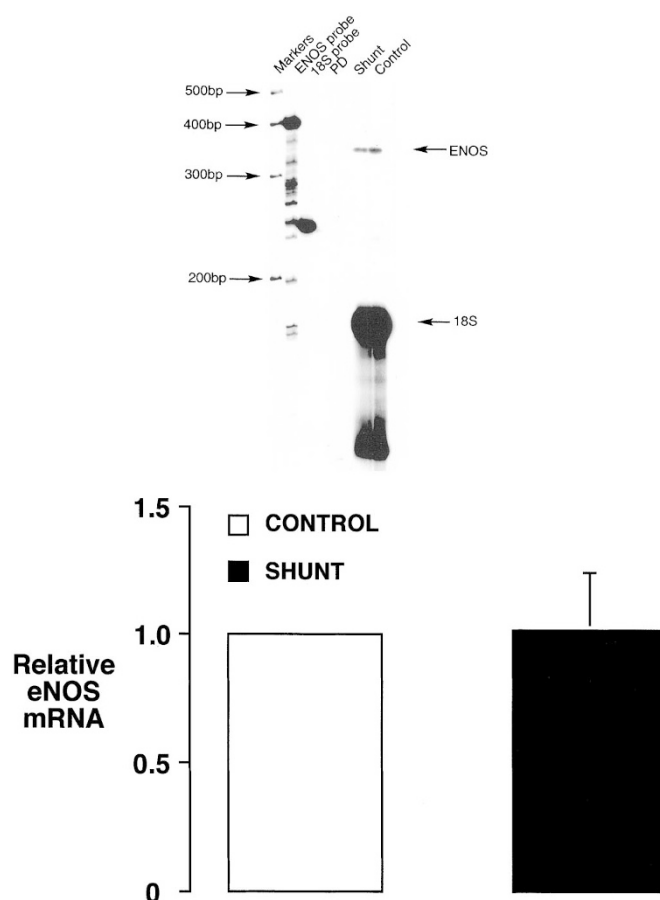 Markers
ENOS probe
18S probe
PD
Shunt
Control
500bp
400bp
ENOS
300bp
200bp
18S
1.5
CONTROL
SHUNT
1.0
Relative
eNOS
mRNA
0.5
0